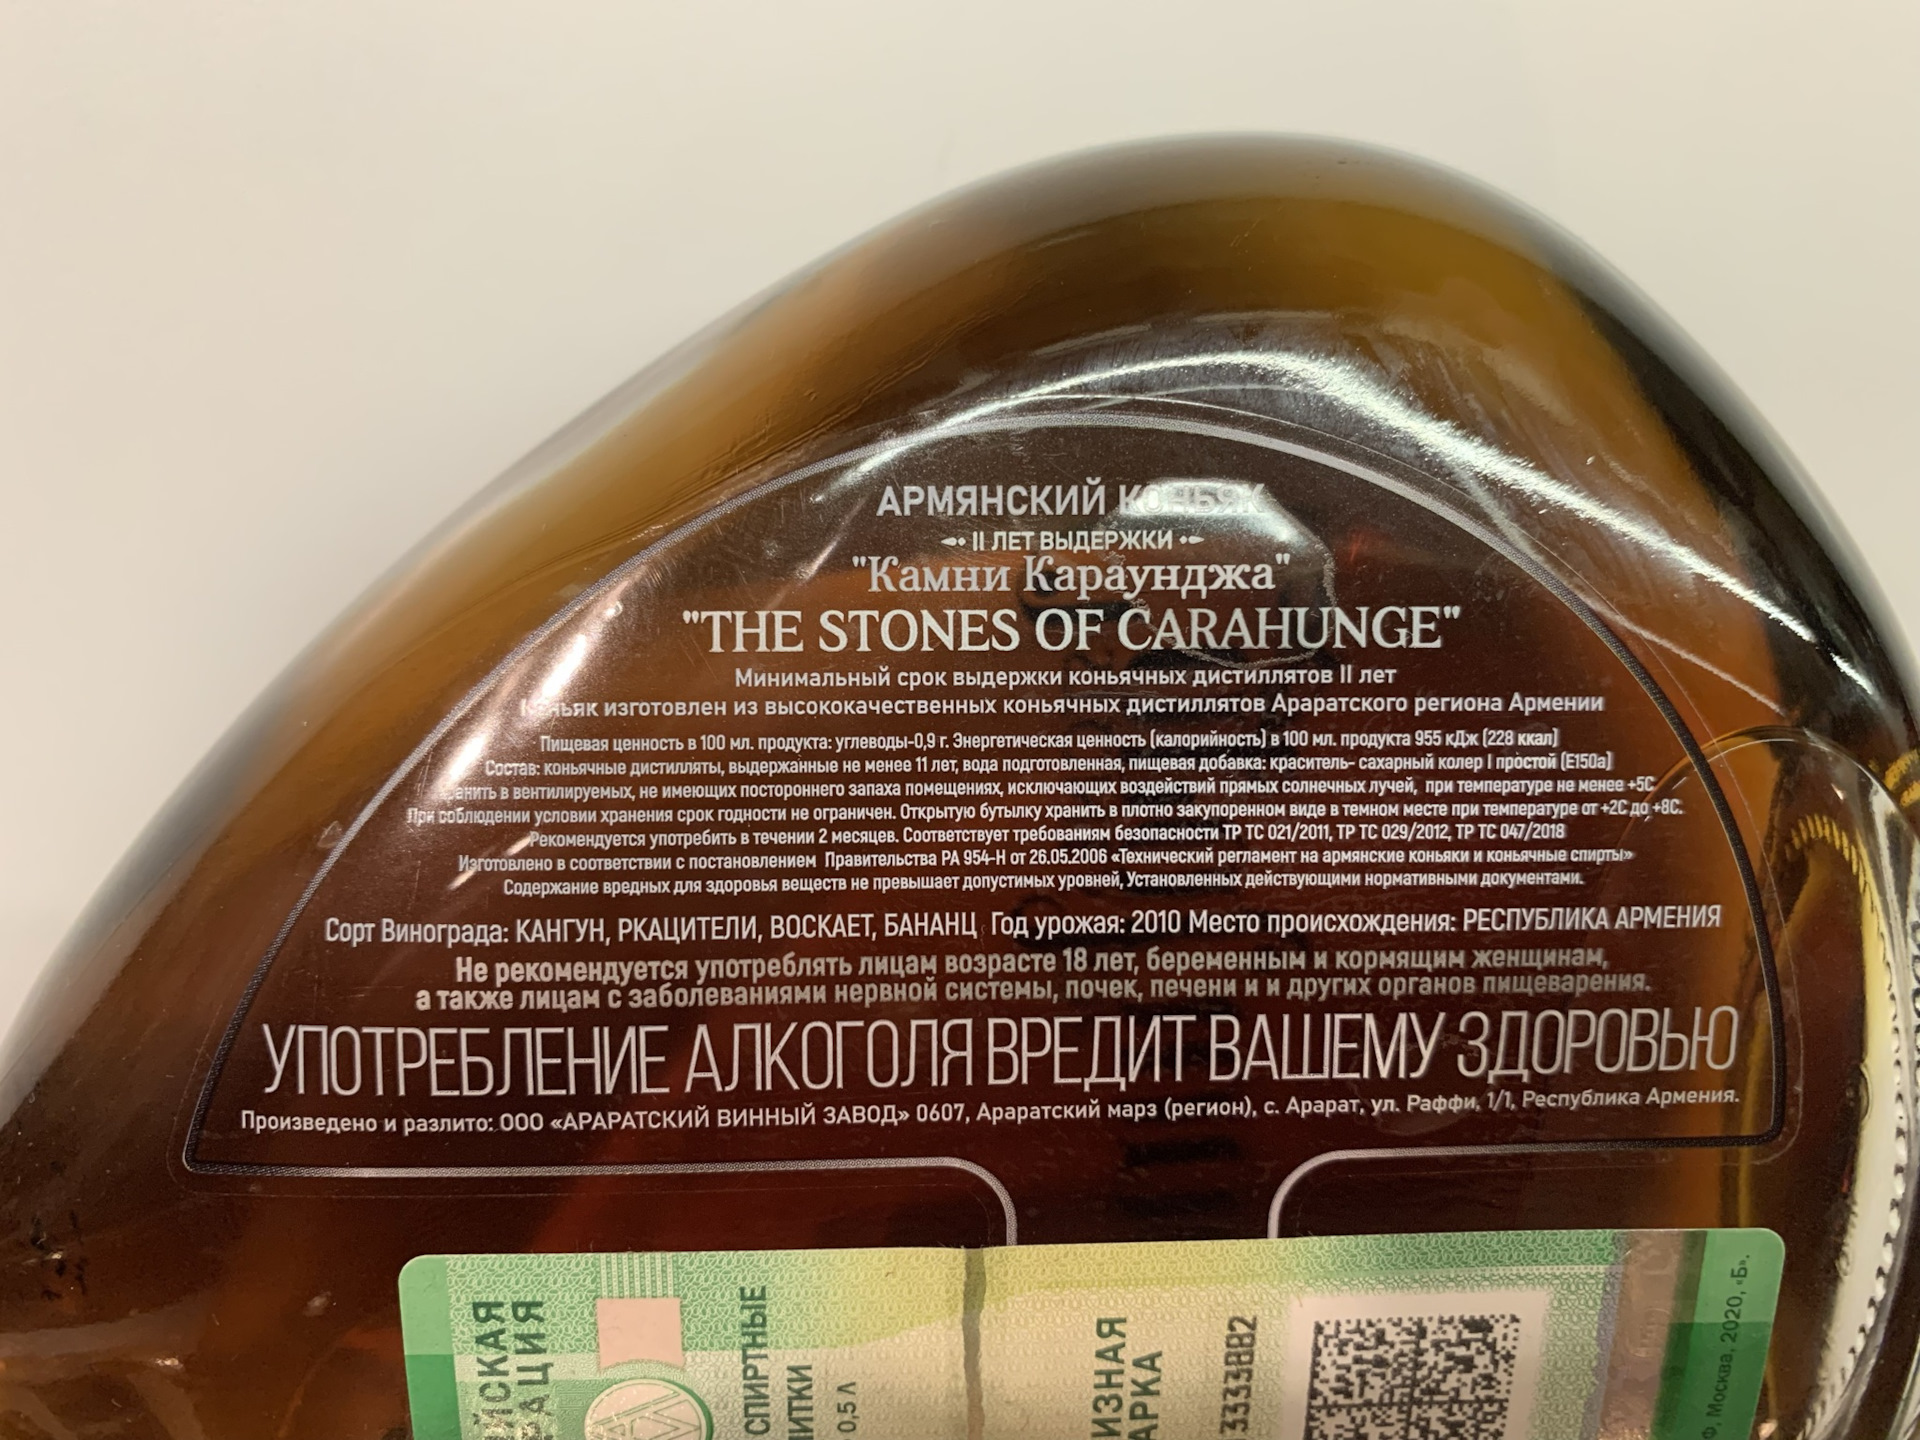 АРМЯНСКИЙ КОНЬЯК
II ЛЕТ ВЫДЕРЖКИ
"Камни Караунджа"
"THE STONES OF CARAHUNGE"
Минимальный срок выдержки коньячных дистиллятов II лет
Коньяк изготовлен из высококачественных коньячных дистиллятов Араратского региона Армении
Пищевая ценность в 100 мл. продукта: углеводы-0,9 г. Энергетическая ценность (калорийность) в 100 мл. продукта 955 кДж (228 ккал)
Состав: коньячные дистилляты, выдержанные не менее 11 лет, вода подготовленная, пищевая добавка: краситель- сахарный колер I простой (E150a)
Хранить в вентилируемых, не имеющих постороннего запаха помещениях, исключающих воздействий прямых солнечных лучей, при температуре не менее +5C
При соблюдении условии хранения срок годности не ограничен. Открытую бутылку хранить в плотно закупоренном виде в темном месте при температуре от +2C до +8C.
Рекомендуется употребить в течении 2 месяцев. Соответствует требованиям безопасности ТР ТС 021/2011, ТР ТС 029/2012, ТР ТС 047/2018
Изготовлено в соответствии с постановлением Правительства РА 954-Н от 26.05.2006 «Технический регламент на армянские коньяки и коньячные спирты»
Содержание вредных для здоровья веществ не превышает допустимых уровней, Установленных действующими нормативными документами.
Сорт Винограда: КАНГУН, РКАЦИТЕЛИ, ВОСКАЕТ, БАНАНЦ Год урожая: 2010 Место происхождения: РЕСПУБЛИКА АРМЕНИЯ
Не рекомендуется употреблять лицам возрасте 18 лет, беременным и кормящим женщинам,
а также лицам с заболеваниями нервной системы, почек, печени и и других органов пищеварения.
УПОТРЕБЛЕНИЕ АЛКОГОЛЯ ВРЕДИТ ВАШЕМУ ЗДОРОВЬЮ
Произведено и разлито: ООО «АРАРАТСКИЙ ВИННЫЙ ЗАВОД» 0607, Араратский марз (регион), с. Арарат, ул. Раффи, 1/1, Республика Армения.
СПИРТНЫЕ
0,5 Л
333382
Москва, 2020, «Б».